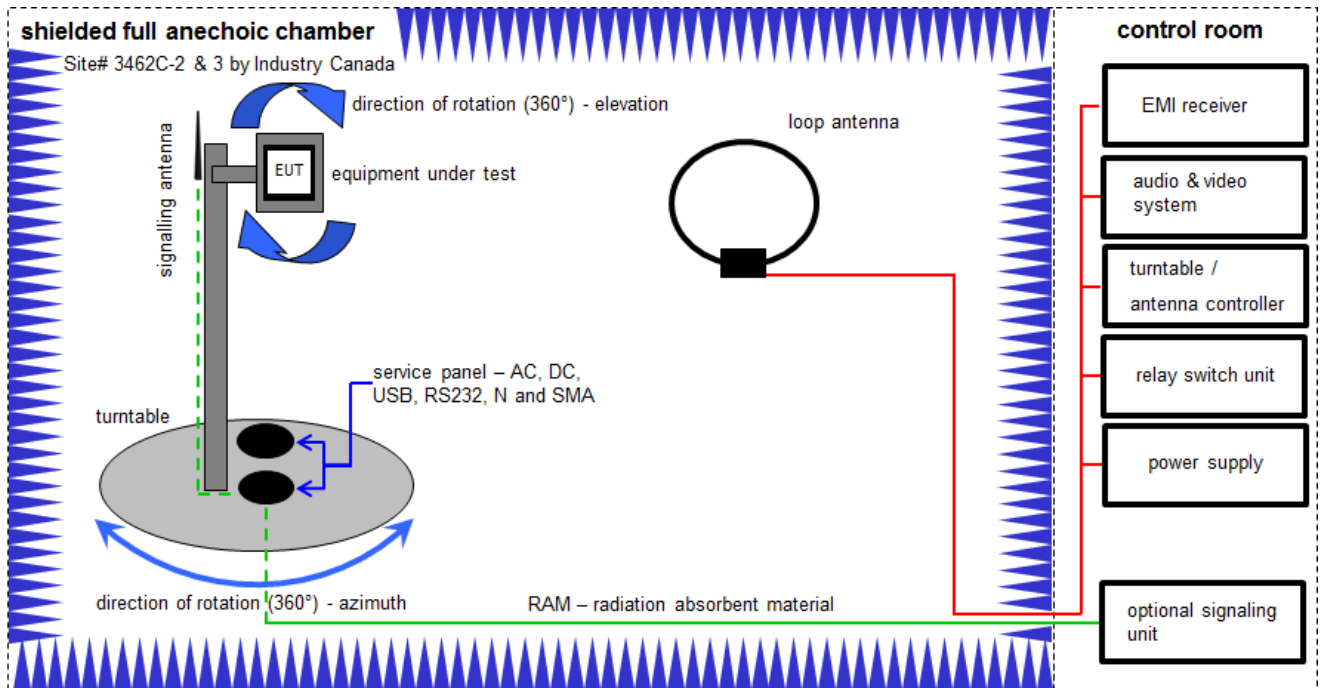 shielded full anechoic chamber
Site# 3462C-2 & 3 by Industry Canada
direction of rotation (360°) - elevation
signalling antenna
EUT
equipment under test
loop antenna
service panel – AC, DC,
USB, RS232, N and SMA
turntable
direction of rotation (360°) - azimuth
RAM – radiation absorbent material
control room
EMI receiver
audio & video
system
turntable /
antenna controller
relay switch unit
power supply
optional signaling
unit